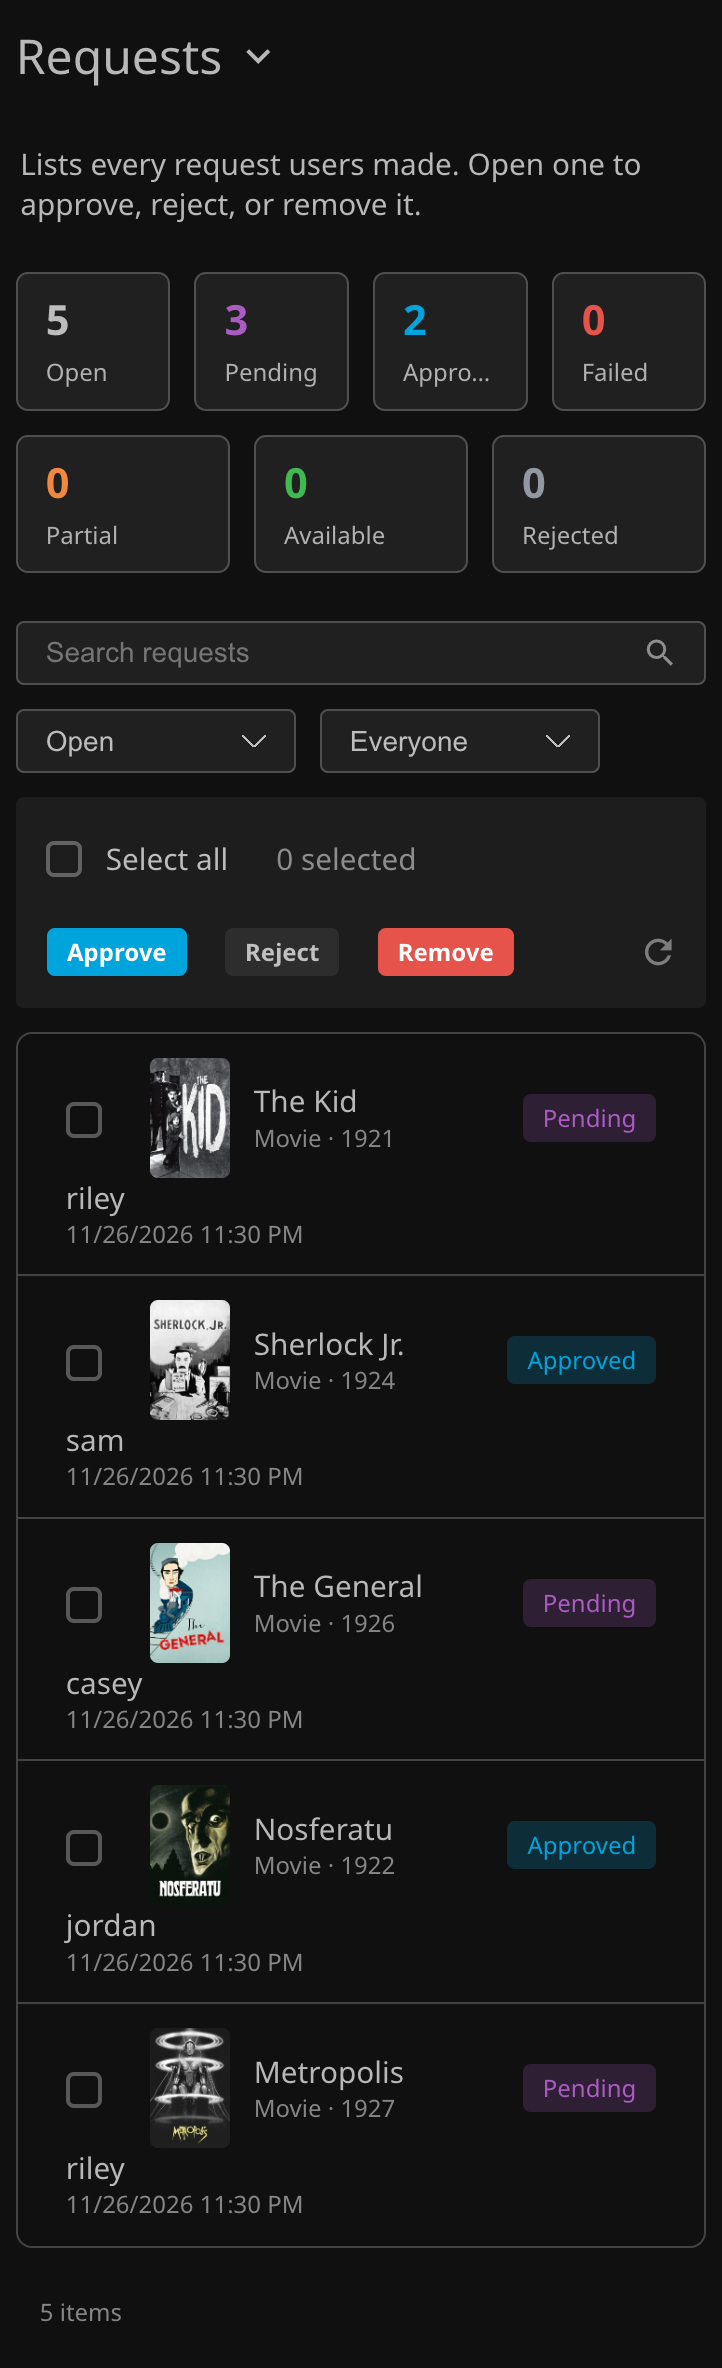 Requests
Lists every request users made. Open one to
approve, reject, or remove it.
5
Open
3
Pending
2
Appro...
0
Failed
0
Partial
0
Available
0
Rejected
Search requests
Open
Everyone
Select all
0 selected
Approve
Reject
Remove
THE
KID
The Kid
Movie · 1921
Pending
riley
11/26/2026 11:30 PM
SHERLOCK, JR.
Sherlock Jr.
Movie · 1924
Approved
sam
11/26/2026 11:30 PM
The
GENERAL
The General
Movie · 1926
Pending
casey
11/26/2026 11:30 PM
NOSFERATU
Nosferatu
Movie · 1922
Approved
jordan
11/26/2026 11:30 PM
METROPOLIS
Metropolis
Movie · 1927
Pending
riley
11/26/2026 11:30 PM
5 items